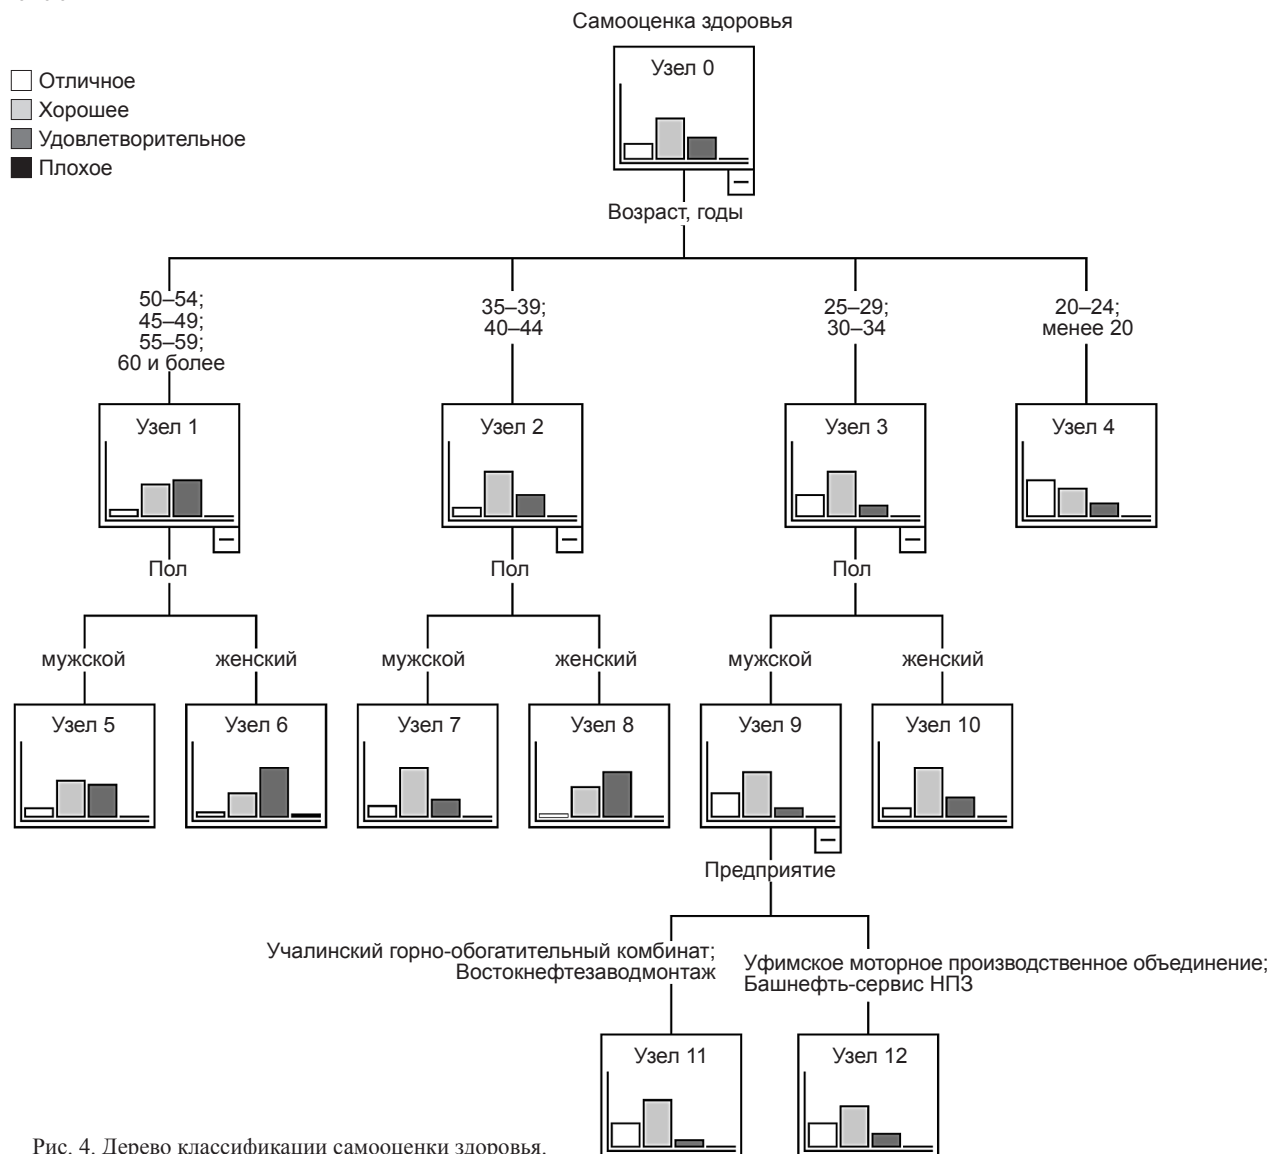 Самооценка здоровья
Отличное
Хорошее
Удовлетворительное
Плохое
Узел 0
Возраст, годы
50–54;
45–49;
55–59;
60 и более
35–39;
40–44
25–29;
30–34
20–24;
менее 20
Узел 1
Узел 2
Узел 3
Узел 4
Пол
Пол
Пол
мужской
женский
мужской
женский
мужской
женский
Узел 5
Узел 6
Узел 7
Узел 8
Узел 9
Узел 10
Предприятие
Учалинский горно-обогатительный комбинат;
Востокнефтезаводмонтаж
Уфимское моторное производственное объединение;
Башнефть-сервис НПЗ
Узел 11
Узел 12
Рис. 4. Дерево классификации самооценки здоровья.